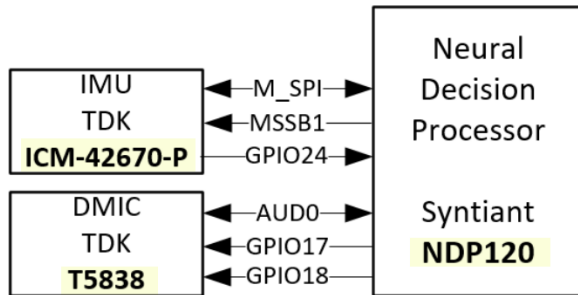 IMU
TDK
ICM-42670-P
M_SPI
MSSB1
GPIO24
DMIC
TDK
T5838
AUD0
GPIO17
GPIO18
Neural
Decision
Processor
Syntiant
NDP120